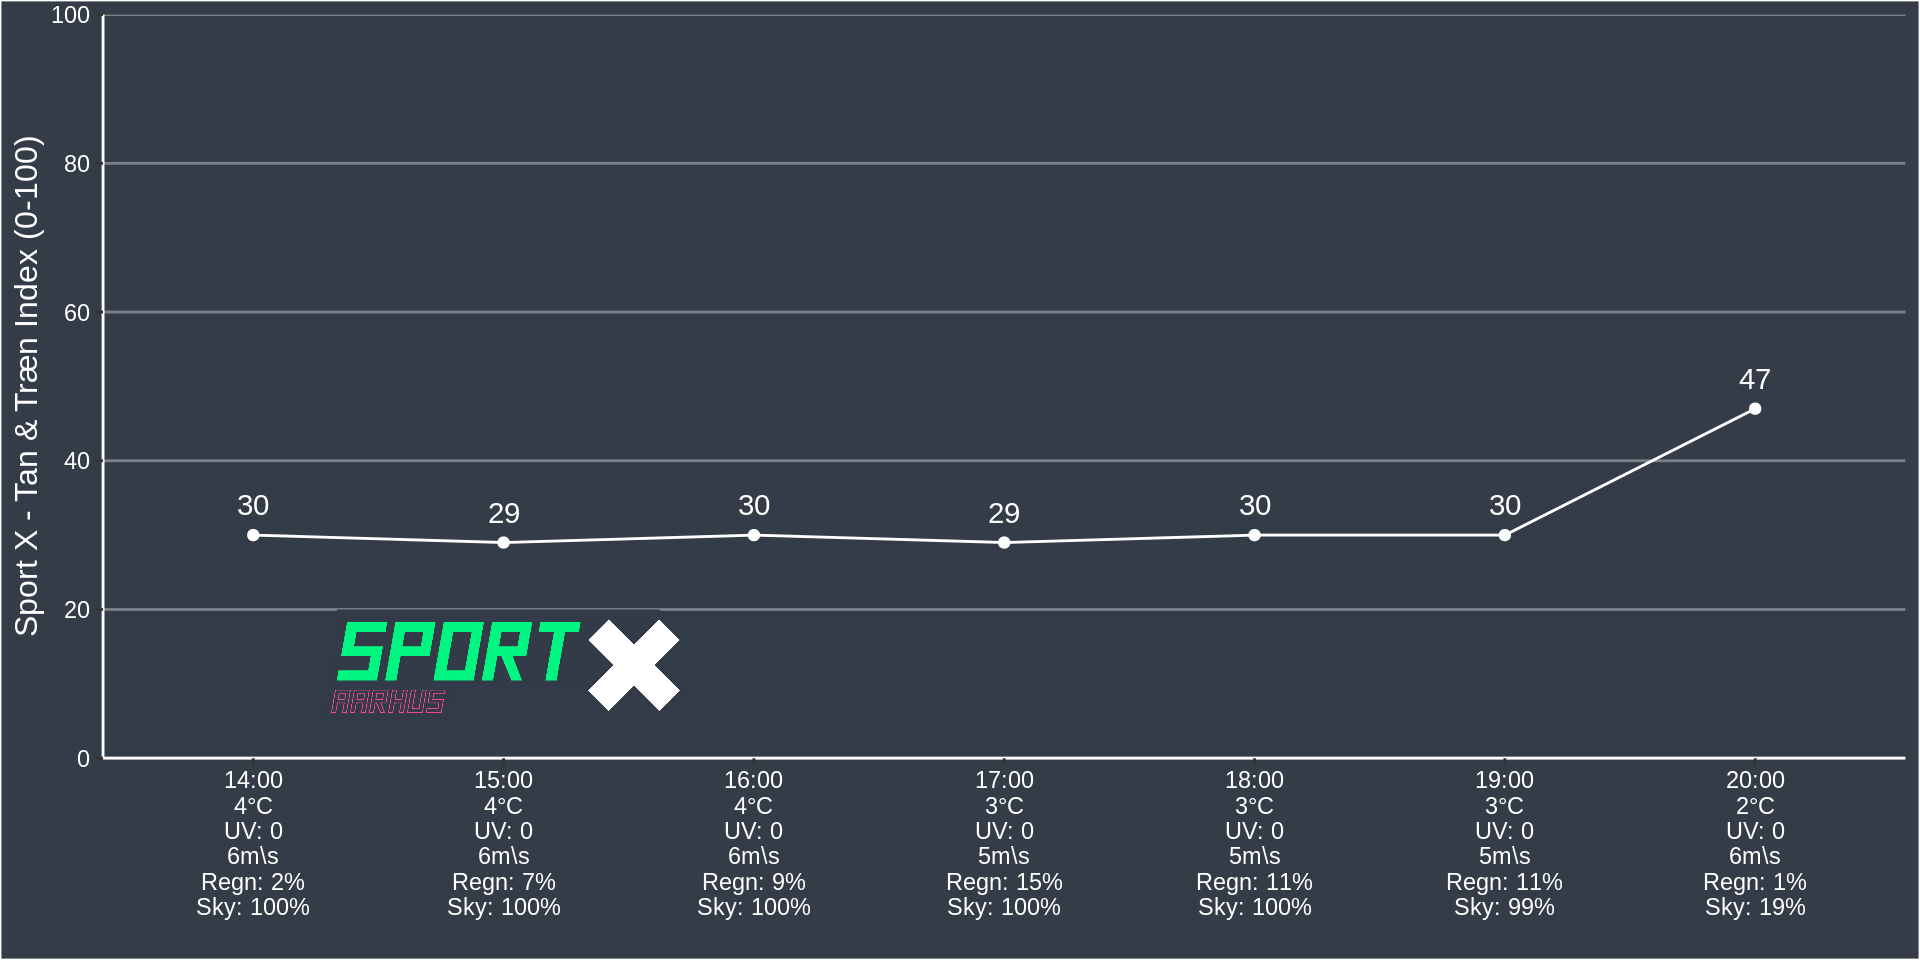 Sport X - Tan & Træn Index (0-100)
100
80
60
40
20
0
30
29
30
29
30
30
47
SPORT X
AARHUS
14:00
4°C
UV: 0
6m\s
Regn: 2%
Sky: 100%
15:00
4°C
UV: 0
6m\s
Regn: 7%
Sky: 100%
16:00
4°C
UV: 0
6m\s
Regn: 9%
Sky: 100%
17:00
3°C
UV: 0
5m\s
Regn: 15%
Sky: 100%
18:00
3°C
UV: 0
5m\s
Regn: 11%
Sky: 100%
19:00
3°C
UV: 0
5m\s
Regn: 11%
Sky: 99%
20:00
2°C
UV: 0
6m\s
Regn: 1%
Sky: 19%